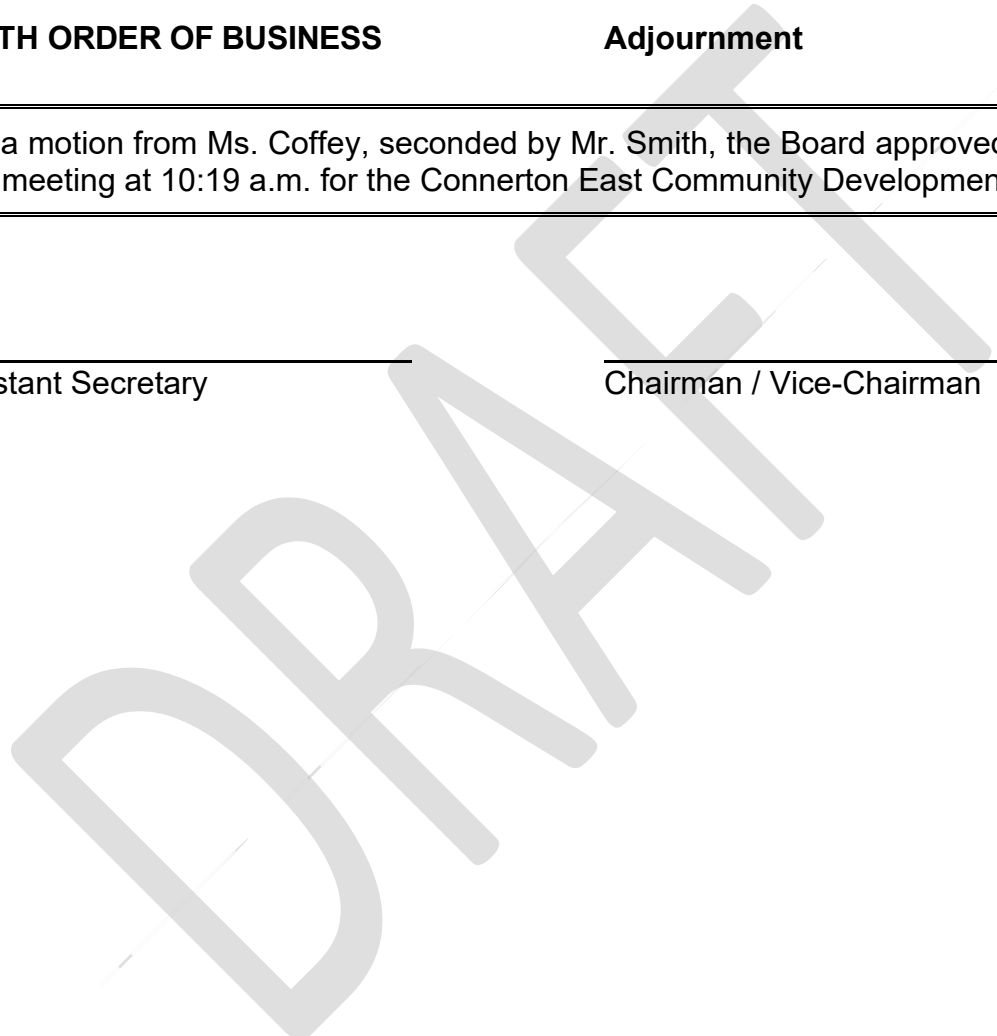 TH ORDER OF BUSINESS Adjournment
a motion from Ms. Coffey, seconded by Mr. Smith, the Board approved
meeting at 10:19 a.m. for the Connerton East Community Developmen
stant Secretary Chairman / Vice-Chairman
DRAFT